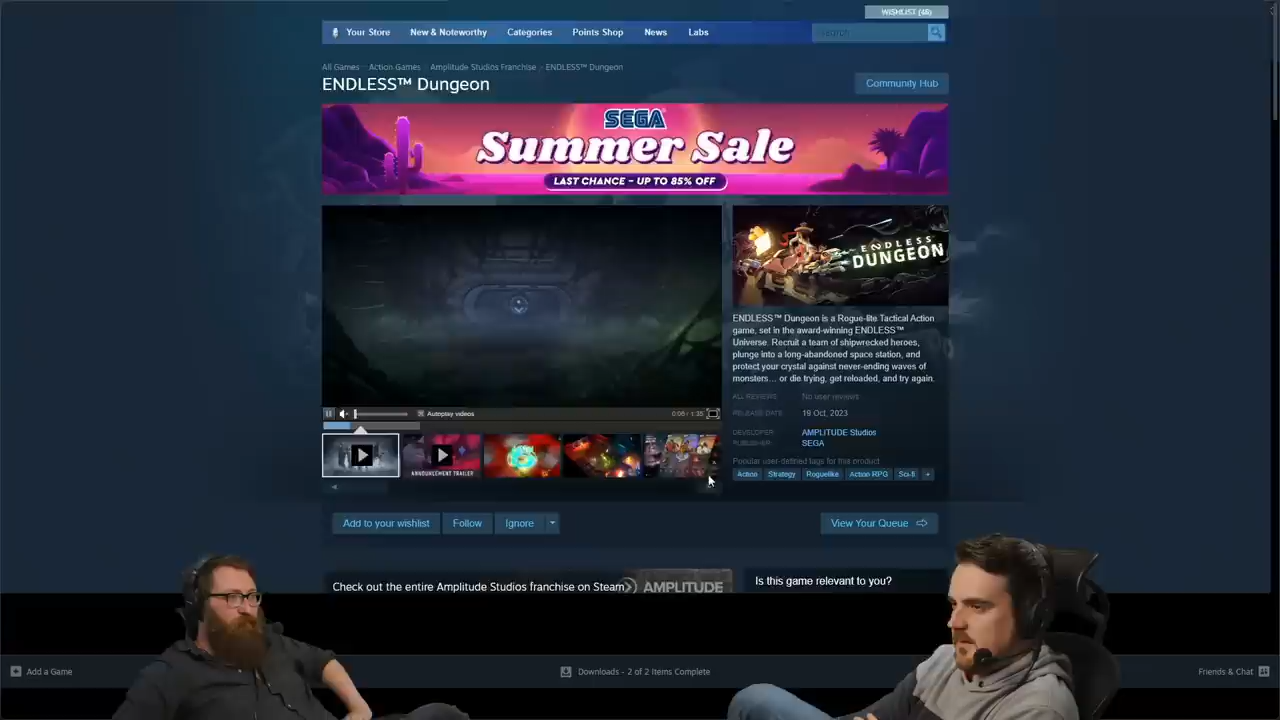 WISHLIST (46)
Your Store
New & Noteworthy
Categories
Points Shop
News
Labs
search
All Games > Action Games > Amplitude Studios Franchise > ENDLESS™ Dungeon
ENDLESS™ Dungeon
Community Hub
SEGA
Summer Sale
LAST CHANCE - UP TO 85% OFF
ENDLESS
DUNGEON
ENDLESS™ Dungeon is a Rogue-lite Tactical Action
game, set in the award-winning ENDLESS™
Universe. Recruit a team of shipwrecked heroes,
plunge into a long-abandoned space station, and
protect your crystal against never-ending waves of
monsters... or die trying, get reloaded, and try again.
ALL REVIEWS: No user reviews
RELEASE DATE: 19 Oct, 2023
DEVELOPER: AMPLITUDE Studios
PUBLISHER: SEGA
Popular user-defined tags for this product
Action Strategy Roguelike Action RPG Sci-fi +
Autoplay videos
0:06 / 1:35
ANNOUNCEMENT TRAILER
Add to your wishlist
Follow
Ignore
View Your Queue
Check out the entire Amplitude Studios franchise on Steam
AMPLITUDE
Is this game relevant to you?
Add a Game
Downloads - 2 of 2 Items Complete
Friends & Chat